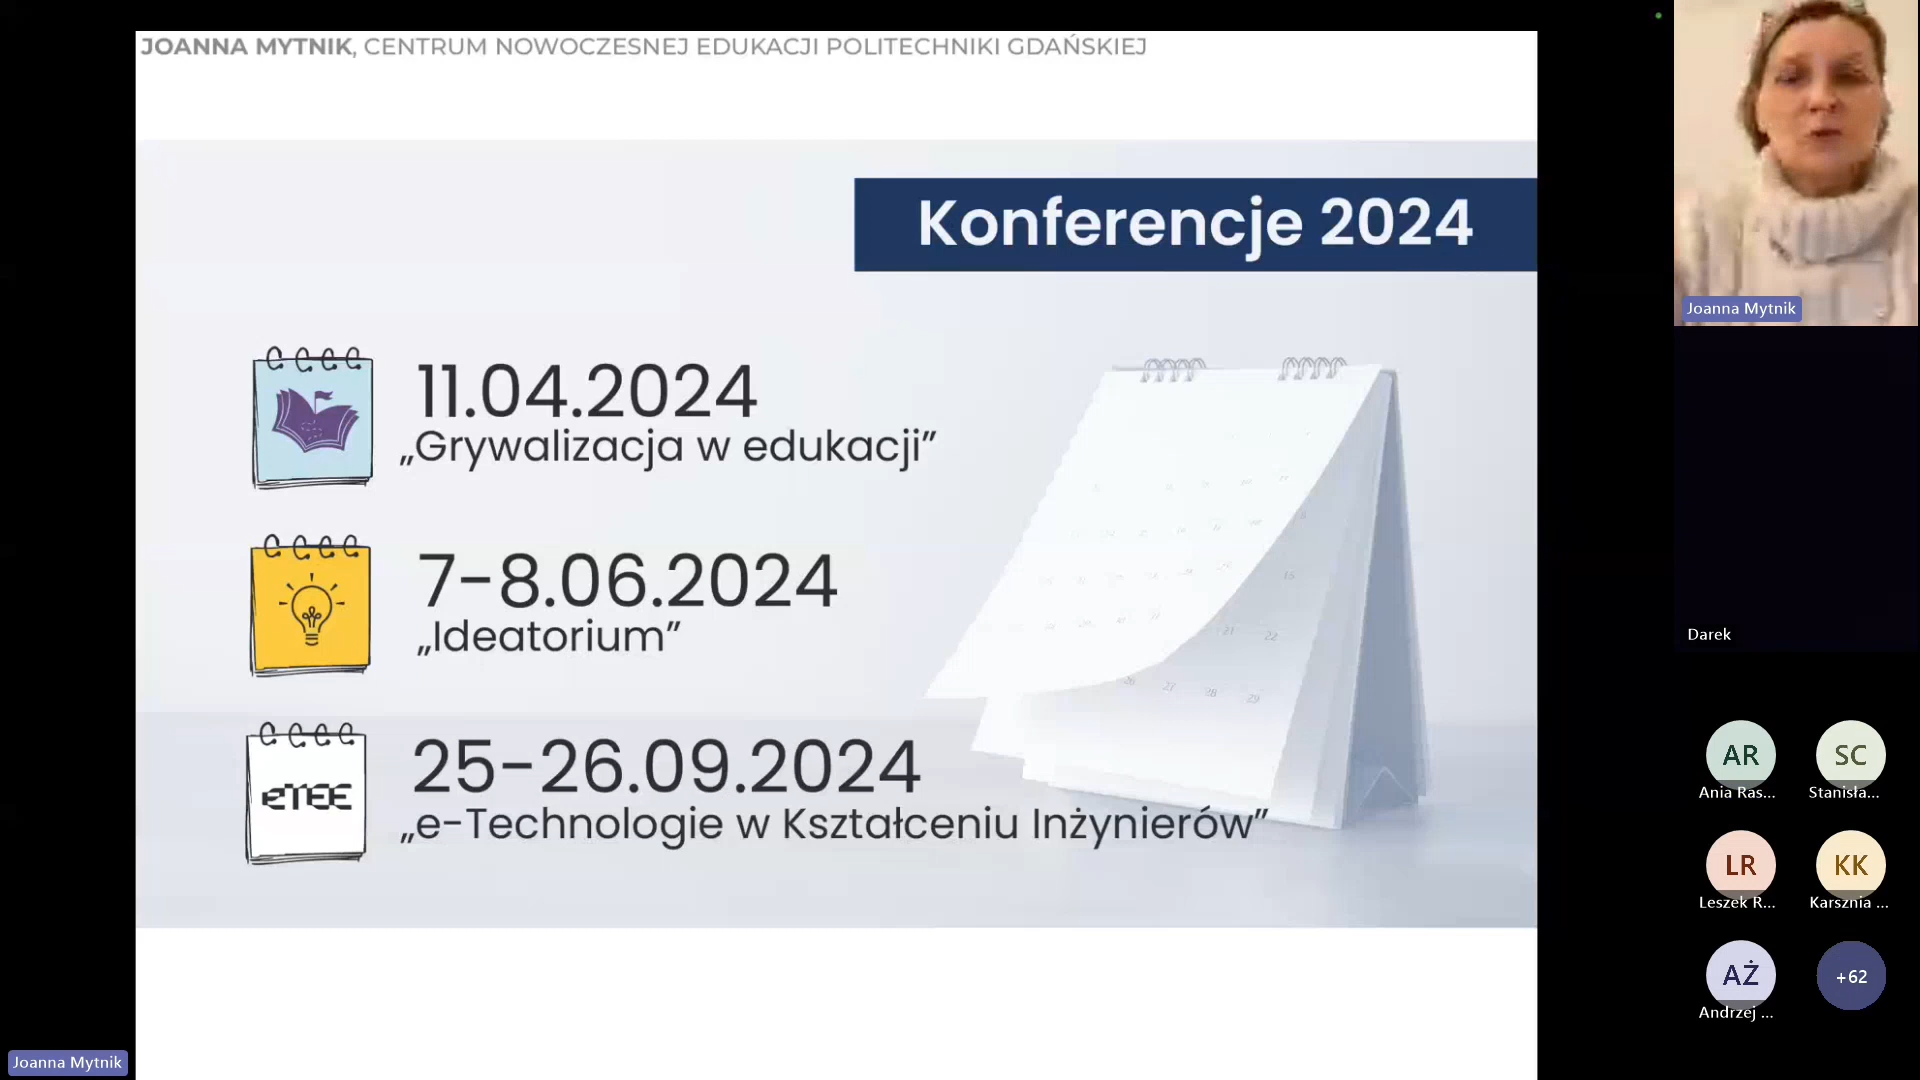 JOANNA MYTNIK, CENTRUM NOWOCZESNEJ EDUKACJI POLITECHNIKI GDAŃSKIEJ
Konferencje 2024
11.04.2024
„Grywalizacja w edukacji”
7-8.06.2024
„Ideatorium”
eTEE
25-26.09.2024
„e-Technologie w Kształceniu Inżynierów”
Joanna Mytnik
Darek
AR
SC
Ania Ras...
Stanisła...
LR
KK
Leszek R...
Karsznia ...
AŻ
+62
Andrzej ...
Joanna Mytnik